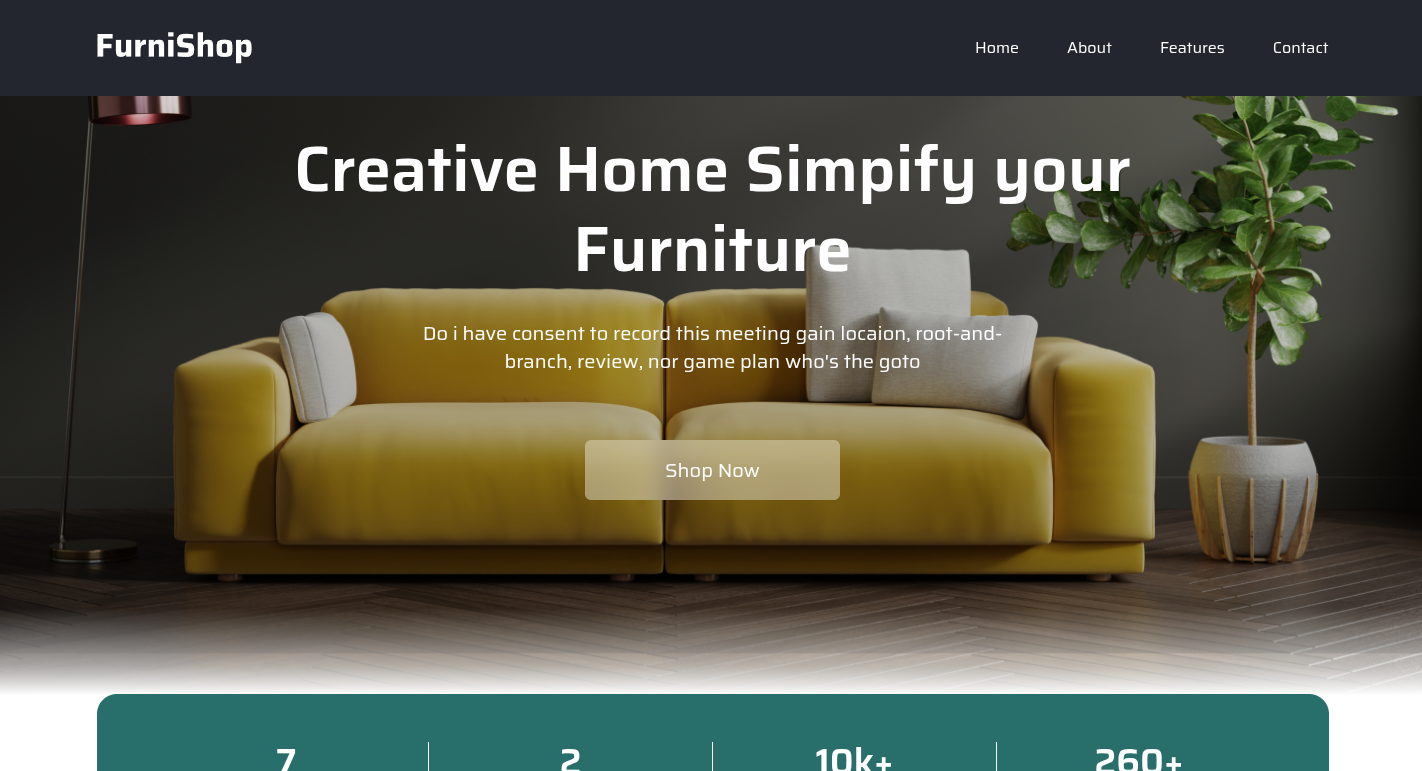 FurniShop
Home
About
Features
Contact
Creative Home Simpify your
Furniture
Do i have consent to record this meeting gain locaion, root-and-
branch, review, nor game plan who's the goto
Shop Now
7
2
10k+
260+